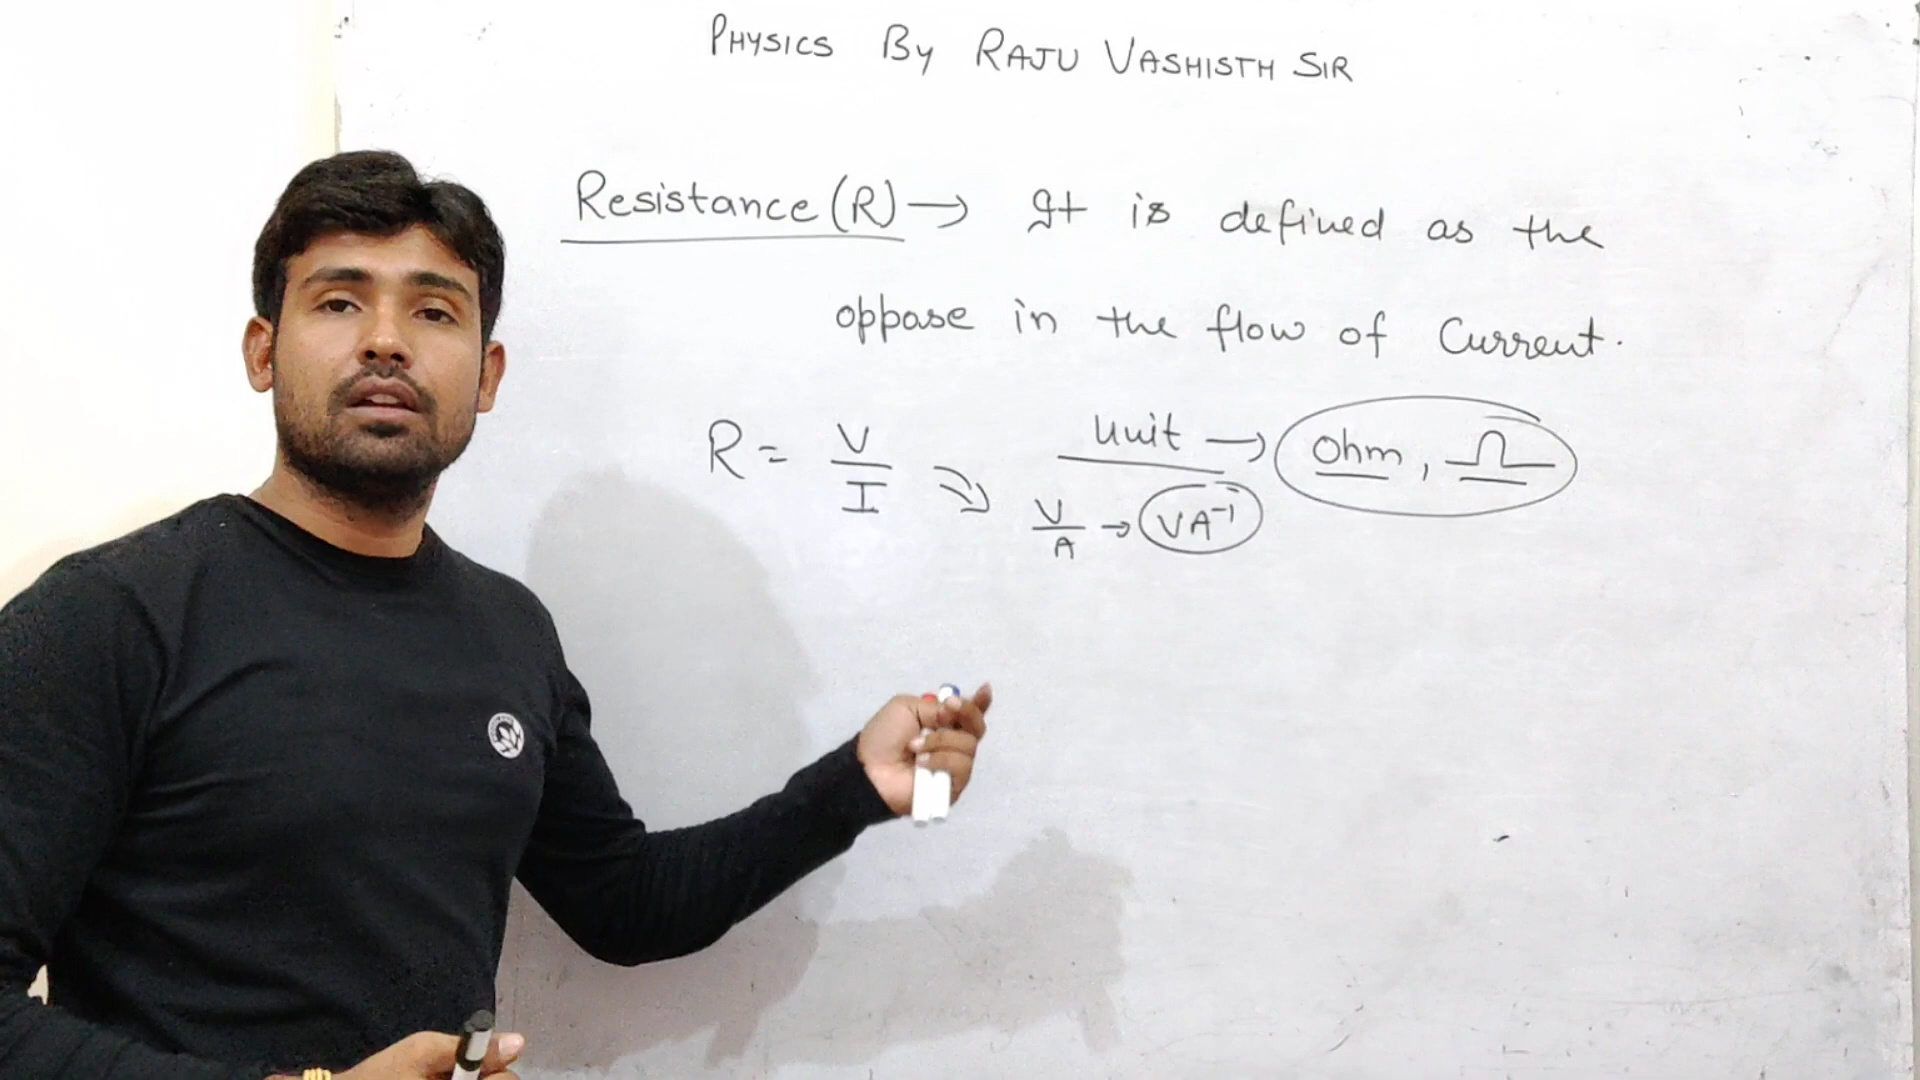 PHYSICS By RAJU VASHISTH SIR
Resistance (R) → It is defined as the
oppase in the flow of Current.
R = V/I ⇒ Unit → Ohm, Ω
V/A → VA⁻¹